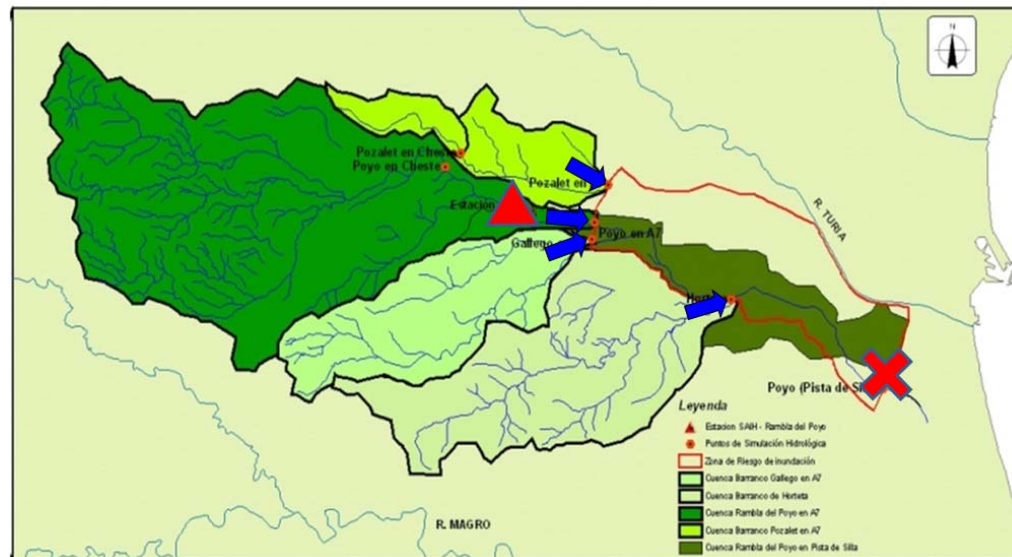 N
Pozalet en Cheste
Poyo en Cheste
Pozalet en
Estación
Poyo en A7
Gallego
R. TURIA
Poyo (Pista de
R. MAGRO
Leyenda
Estacion SAIH - Rambla del Poyo
Puntos de Simulación Hidrológica
Zona de Riesgo de inundación
Cuenca Barranco Gallego en A7
Cuenca Barranco de Horteta
Cuenca Rambla del Poyo en A7
Cuenca Barranco Pozalet en A7
Cuenca Rambla del Poyo en Pista de Silla